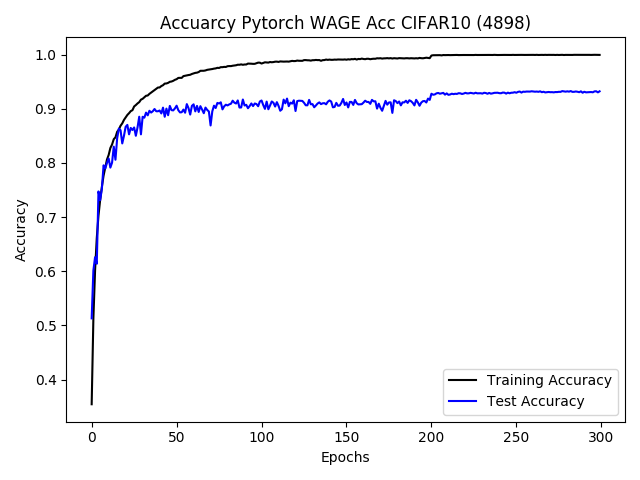 Accuarcy Pytorch WAGE Acc CIFAR10 (4898)
1.0
0.9
0.8
0.7
0.6
0.5
0.4
Accuracy
0 50 100 150 200 250 300
Epochs
Training Accuracy
Test Accuracy